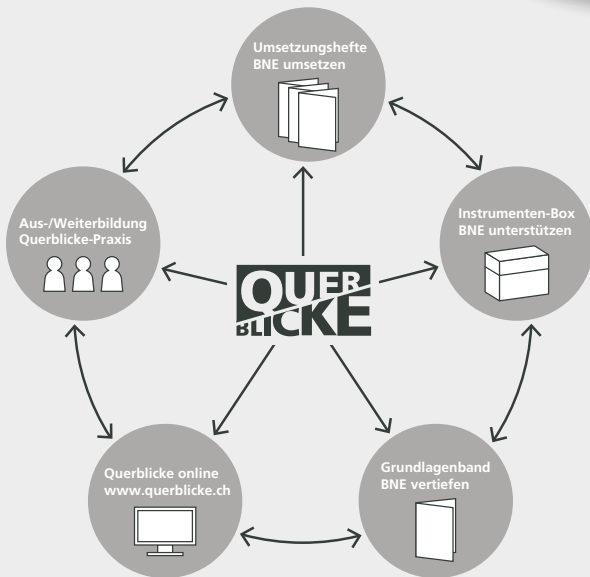 Umsetzungshefte
BNE umsetzen
Aus-/Weiterbildung
Querblicke-Praxis
Instrumenten-Box
BNE unterstützen
QUER
BLICKE
Querblicke online
www.querblicke.ch
Grundlagenband
BNE vertiefen